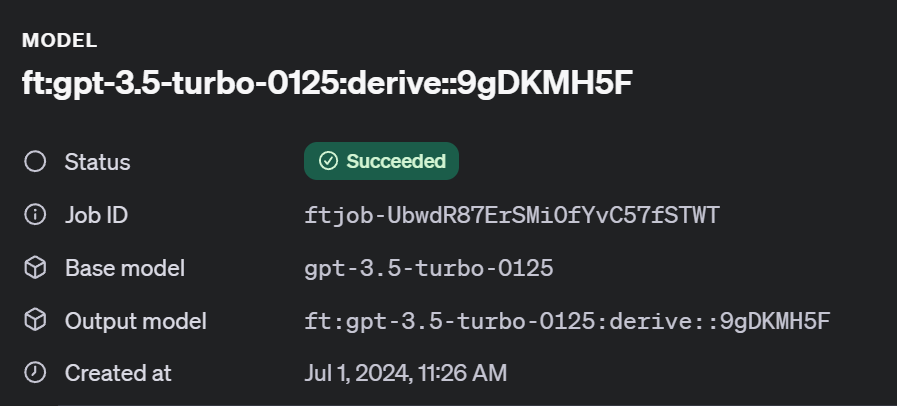 MODEL
ft:gpt-3.5-turbo-0125:derive::9gDKMH5F
Status Succeeded
Job ID ftjob-UbwdR87ErSMiOfYvC57fSTWT
Base model gpt-3.5-turbo-0125
Output model ft:gpt-3.5-turbo-0125:derive::9gDKMH5F
Created at Jul 1, 2024, 11:26 AM